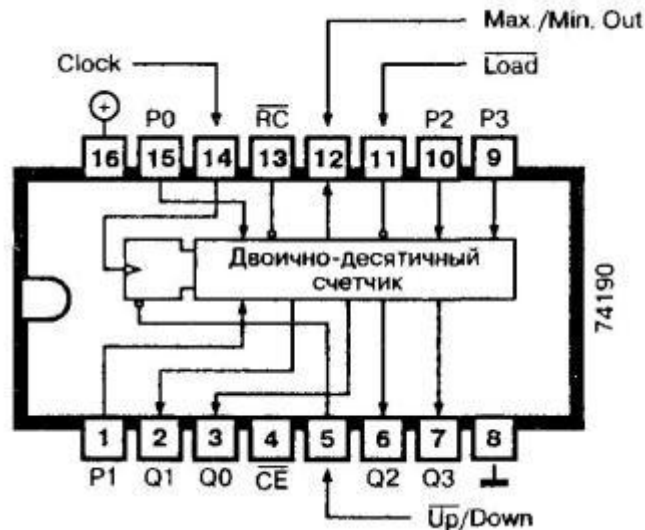 Max./Min. Out
Clock
Load
P0
RC
P2
P3
16
15
14
13
12
11
10
9
Двоично-десятичный
счетчик
74190
1
2
3
4
5
6
7
8
P1
Q1
Q0
CE
Q2
Q3
Up/Down